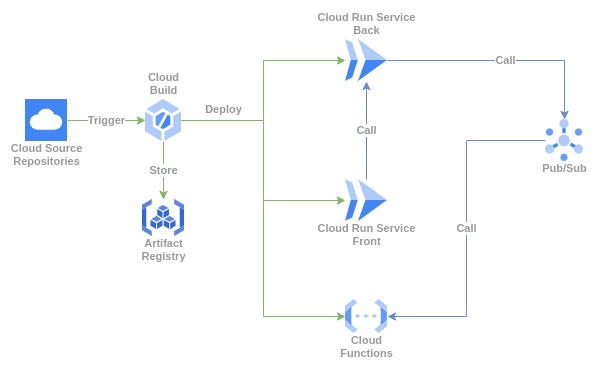 Cloud Run Service
Back
Call
Cloud
Build
Deploy
Trigger
Cloud Source
Repositories
Call
Store
Pub/Sub
Artifact
Registry
Cloud Run Service
Front
Call
Cloud
Functions